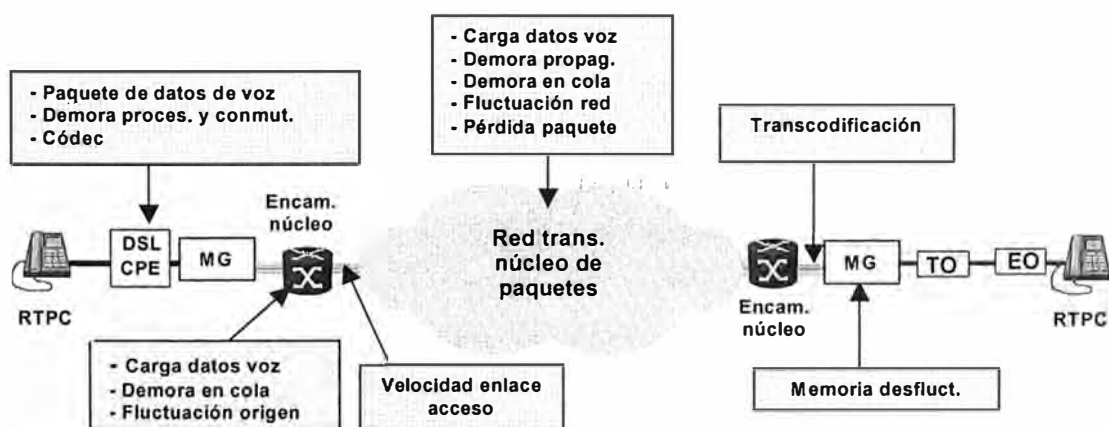 - Carga datos voz
- Demora propag.
- Demora en cola
- Fluctuación red
- Pérdida paquete
- Paquete de datos de voz
- Demora proces. y conmut.
- Códec
Transcodificación
Encam.
núcleo
DSL
CPE
MG
Red trans.
núcleo de
paquetes
MG
TO
EO
RTPC
Encam.
núcleo
RTPC
- Carga datos voz
- Demora en cola
- Fluctuación origen
Velocidad enlace
acceso
Memoria desfluct.